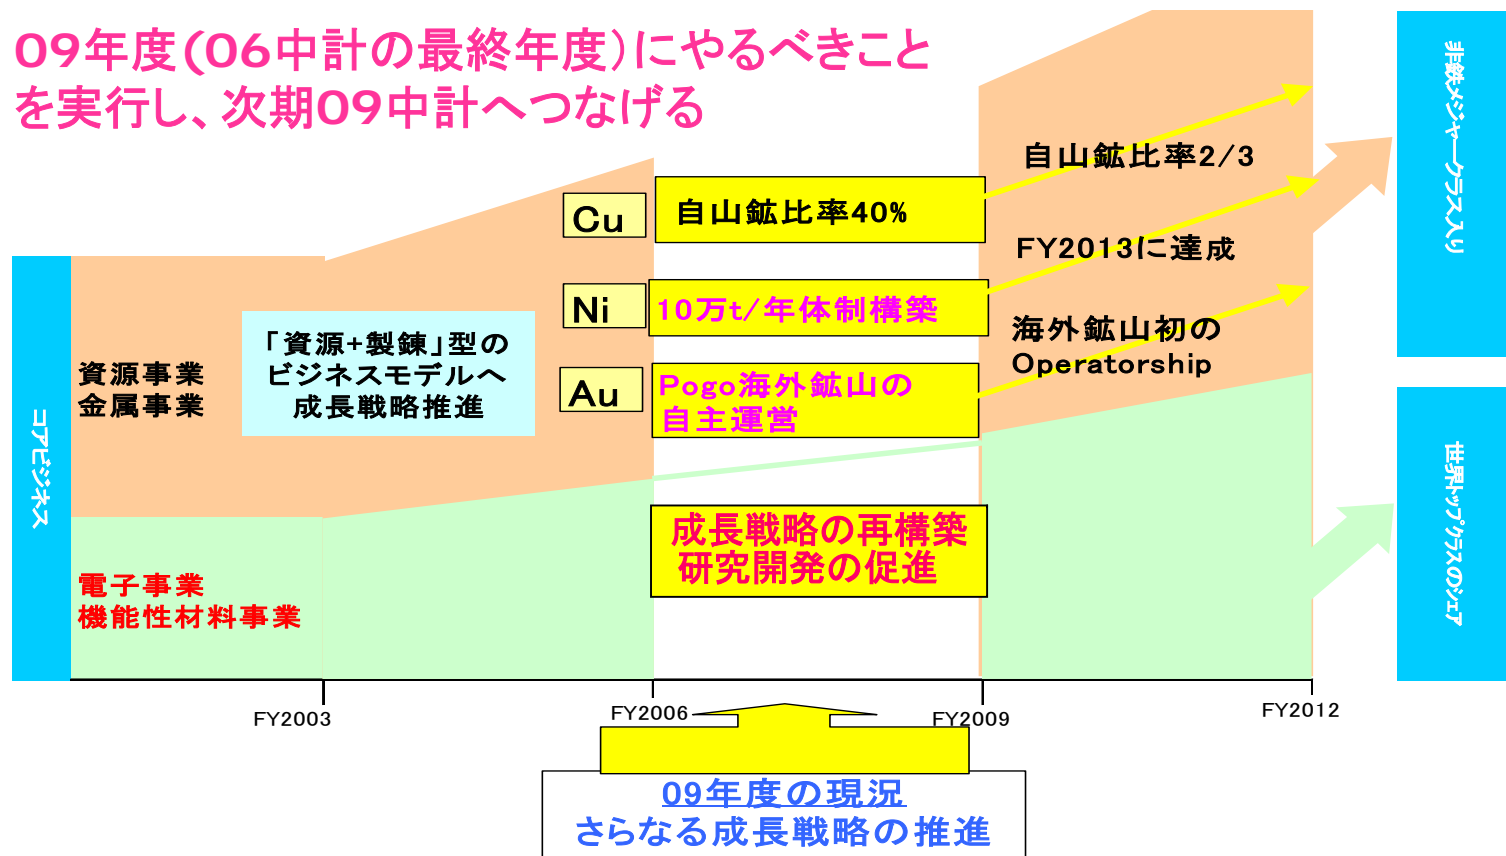 09年度(06中計の最終年度)にやるべきこと
を実行し、次期09中計へつなげる
コアビジネス
資源事業
金属事業
「資源+製錬」型の
ビジネスモデルへ
成長戦略推進
電子事業
機能性材料事業
Cu
自山鉱比率40%
自山鉱比率2/3
Ni
10万t/年体制構築
FY2013に達成
Au
Pogo海外鉱山の
自主運営
海外鉱山初の
Operatorship
成長戦略の再構築
研究開発の促進
非鉄メジャークラス入り
世界トップクラスのシェア
FY2003
FY2006
FY2009
FY2012
09年度の現況
さらなる成長戦略の推進